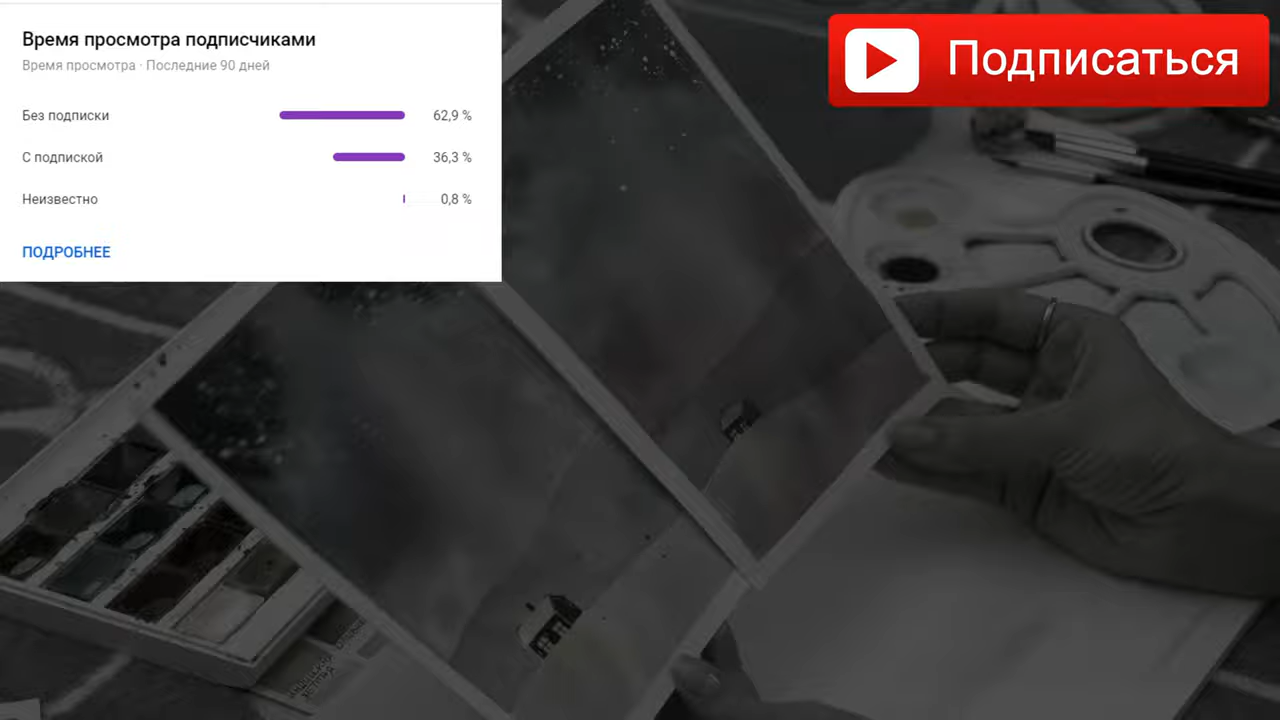 Время просмотра подписчиками
Время просмотра · Последние 90 дней
Без подписки 62,9 %
С подпиской 36,3 %
Неизвестно 0,8 %
ПОДРОБНЕЕ
Подписаться